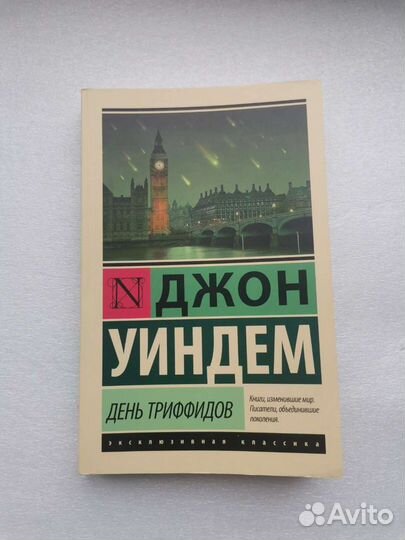 ДЖОН
УИНДЕМ
ДЕНЬ ТРИФФИДОВ
Книги, изменившие мир.
Писатели, объединившие
поколения.
эксклюзивная классика
Avito